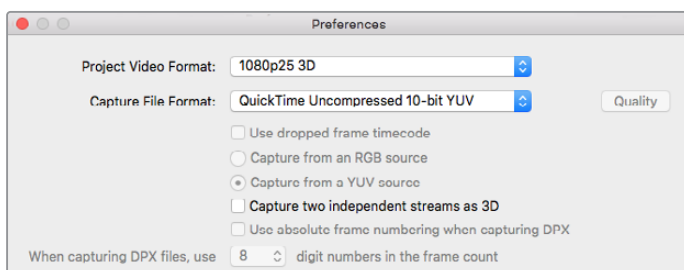 Preferences
Project Video Format: 1080p25 3D
Capture File Format: QuickTime Uncompressed 10-bit YUV Quality
Use dropped frame timecode
Capture from an RGB source
Capture from a YUV source
Capture two independent streams as 3D
Use absolute frame numbering when capturing DPX
When capturing DPX files, use 8 digit numbers in the frame count